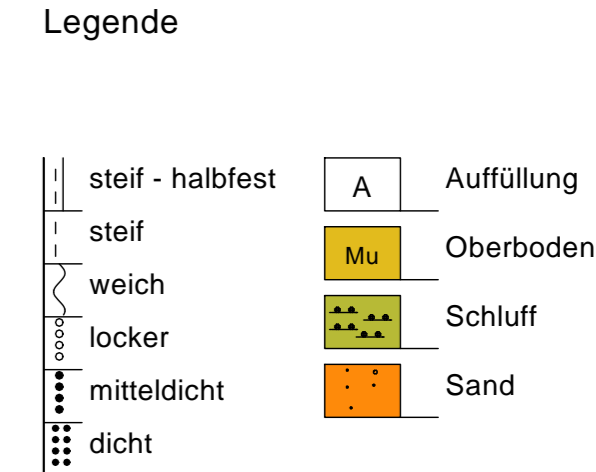 Legende
steif - halbfest
steif
weich
locker
mitteldicht
dicht
A Auffüllung
Mu Oberboden
Schluff
Sand